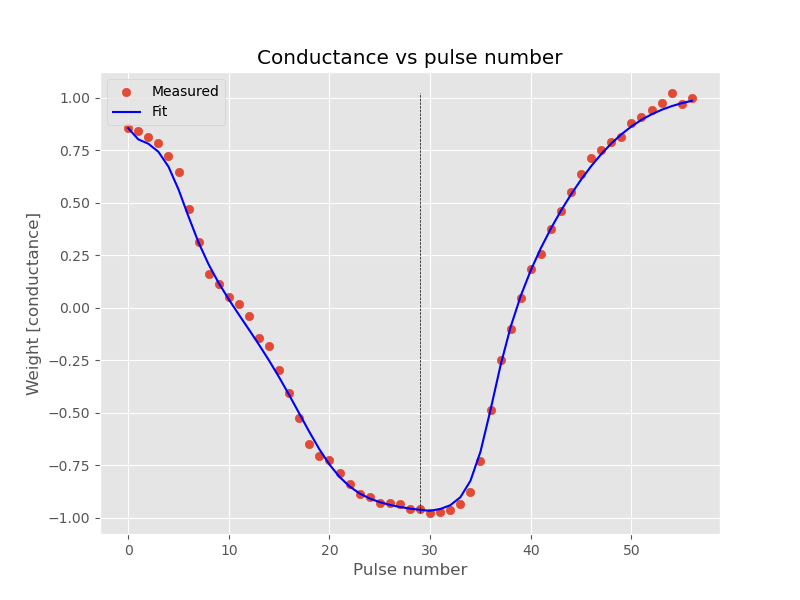 Conductance vs pulse number
Measured
Fit
1.00
0.75
0.50
0.25
0.00
−0.25
−0.50
−0.75
−1.00
Weight [conductance]
0 10 20 30 40 50
Pulse number